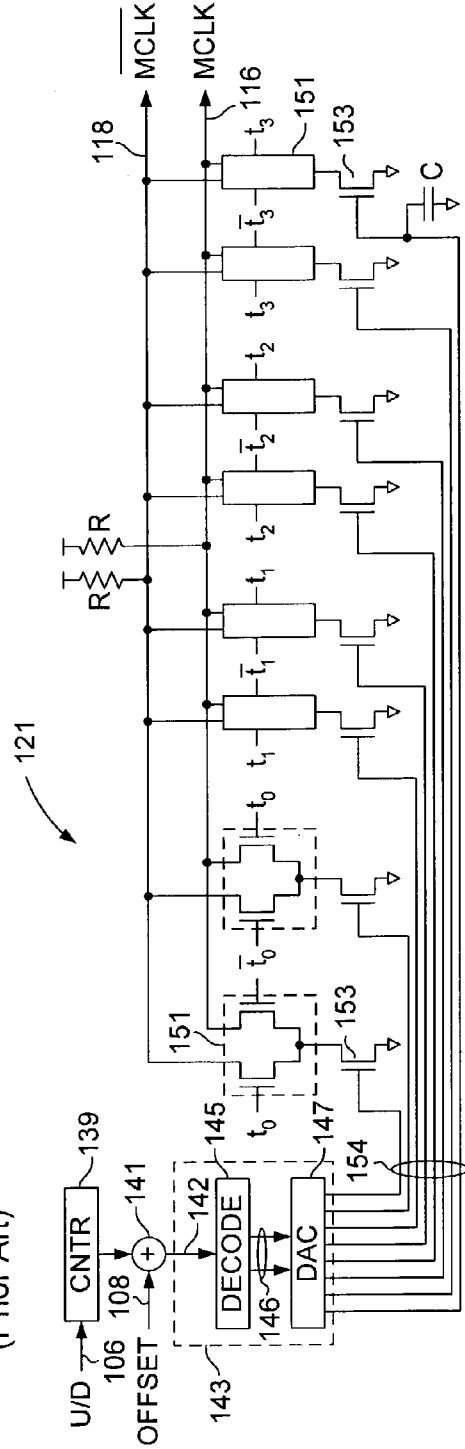 (Prior Art)
121
139
CNTR
U/D
106
141
+
OFFSET
108
142
145
DECODE
143
146
147
DAC
154
R
R
118
M̅C̅L̅K̅
MCLK
116
151
t₀
t̅₀
t̅₀
t₀
t₁
t̅₁
t₁
t₂
t̅₂
t₂
t₃
t̅₃
t₃
151
153
153
C